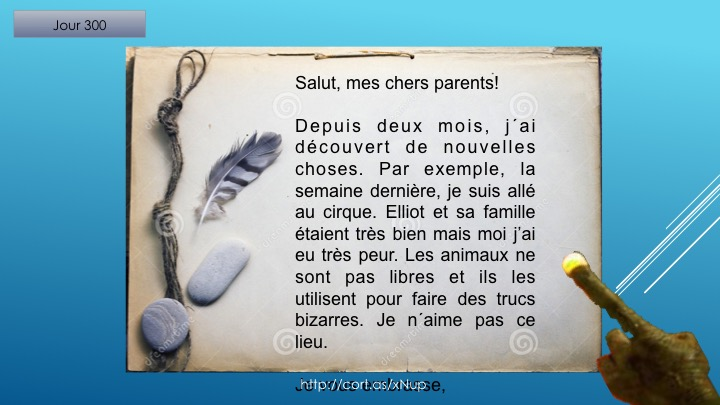 Jour 300
Salut, mes chers parents!
Depuis deux mois, j´ai
découvert de nouvelles
choses. Par exemple, la
semaine dernière, je suis allé
au cirque. Elliot et sa famille
étaient très bien mais moi j'ai
eu très peur. Les animaux ne
sont pas libres et ils les
utilisent pour faire des trucs
bizarres. Je n´aime pas ce
lieu.
http://cort.as/xNup